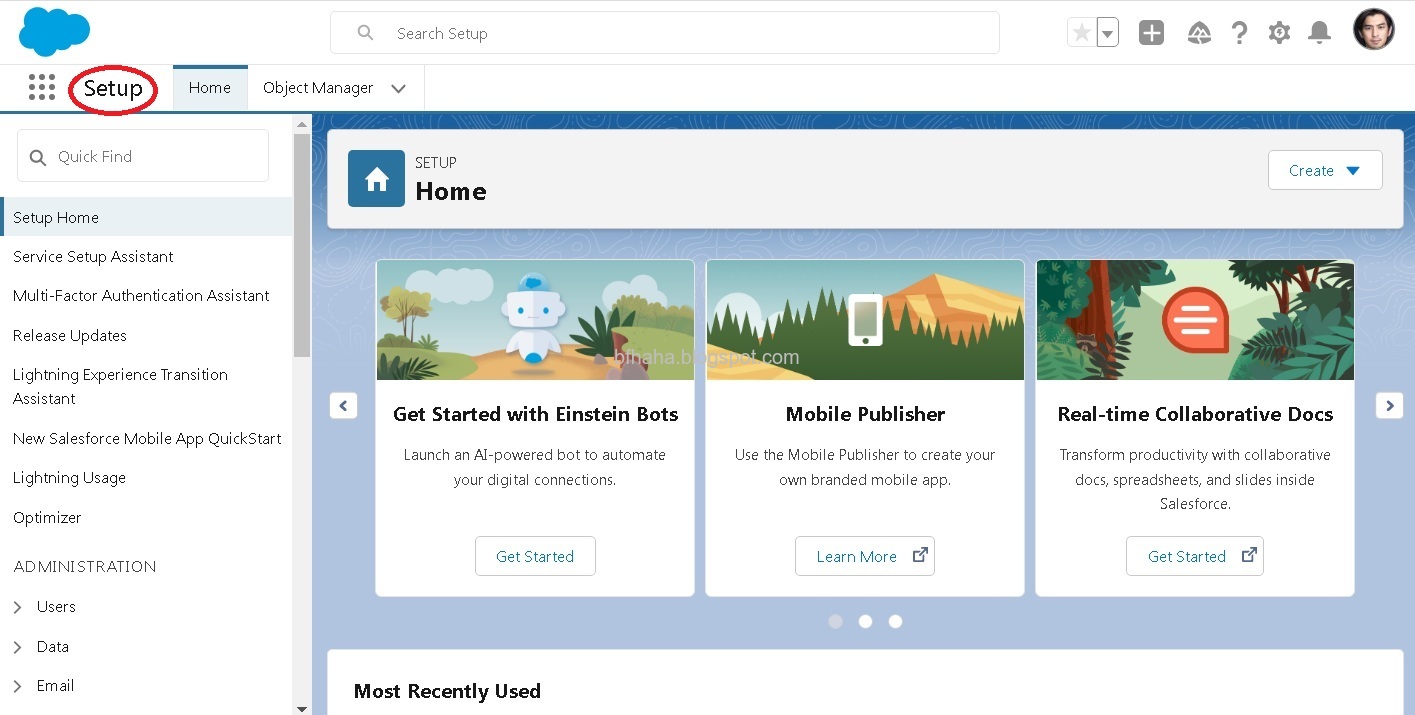 Search Setup
Setup
Home
Object Manager
Quick Find
Setup Home
Service Setup Assistant
Multi-Factor Authentication Assistant
Release Updates
Lightning Experience Transition
Assistant
New Salesforce Mobile App QuickStart
Lightning Usage
Optimizer
ADMINISTRATION
Users
Data
Email
SETUP
Home
Create
bihaha.blogspot.com
Get Started with Einstein Bots
Launch an AI-powered bot to automate
your digital connections.
Get Started
Mobile Publisher
Use the Mobile Publisher to create your
own branded mobile app.
Learn More
Real-time Collaborative Docs
Transform productivity with collaborative
docs, spreadsheets, and slides inside
Salesforce.
Get Started
Most Recently Used